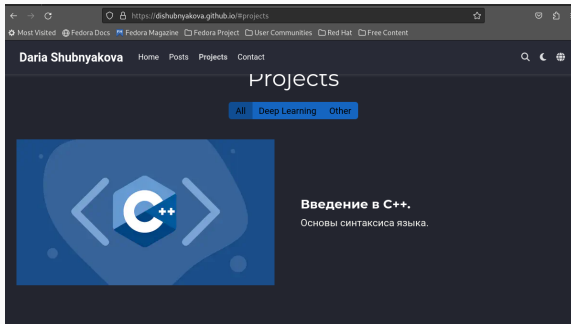 https://dishubnyakova.github.io/#projects
Most Visited Fedora Docs Fedora Magazine Fedora Project User Communities Red Hat Free Content
Daria Shubnyakova Home Posts Projects Contact
Projects
All Deep Learning Other
C++
Введение в C++.
Основы синтаксиса языка.